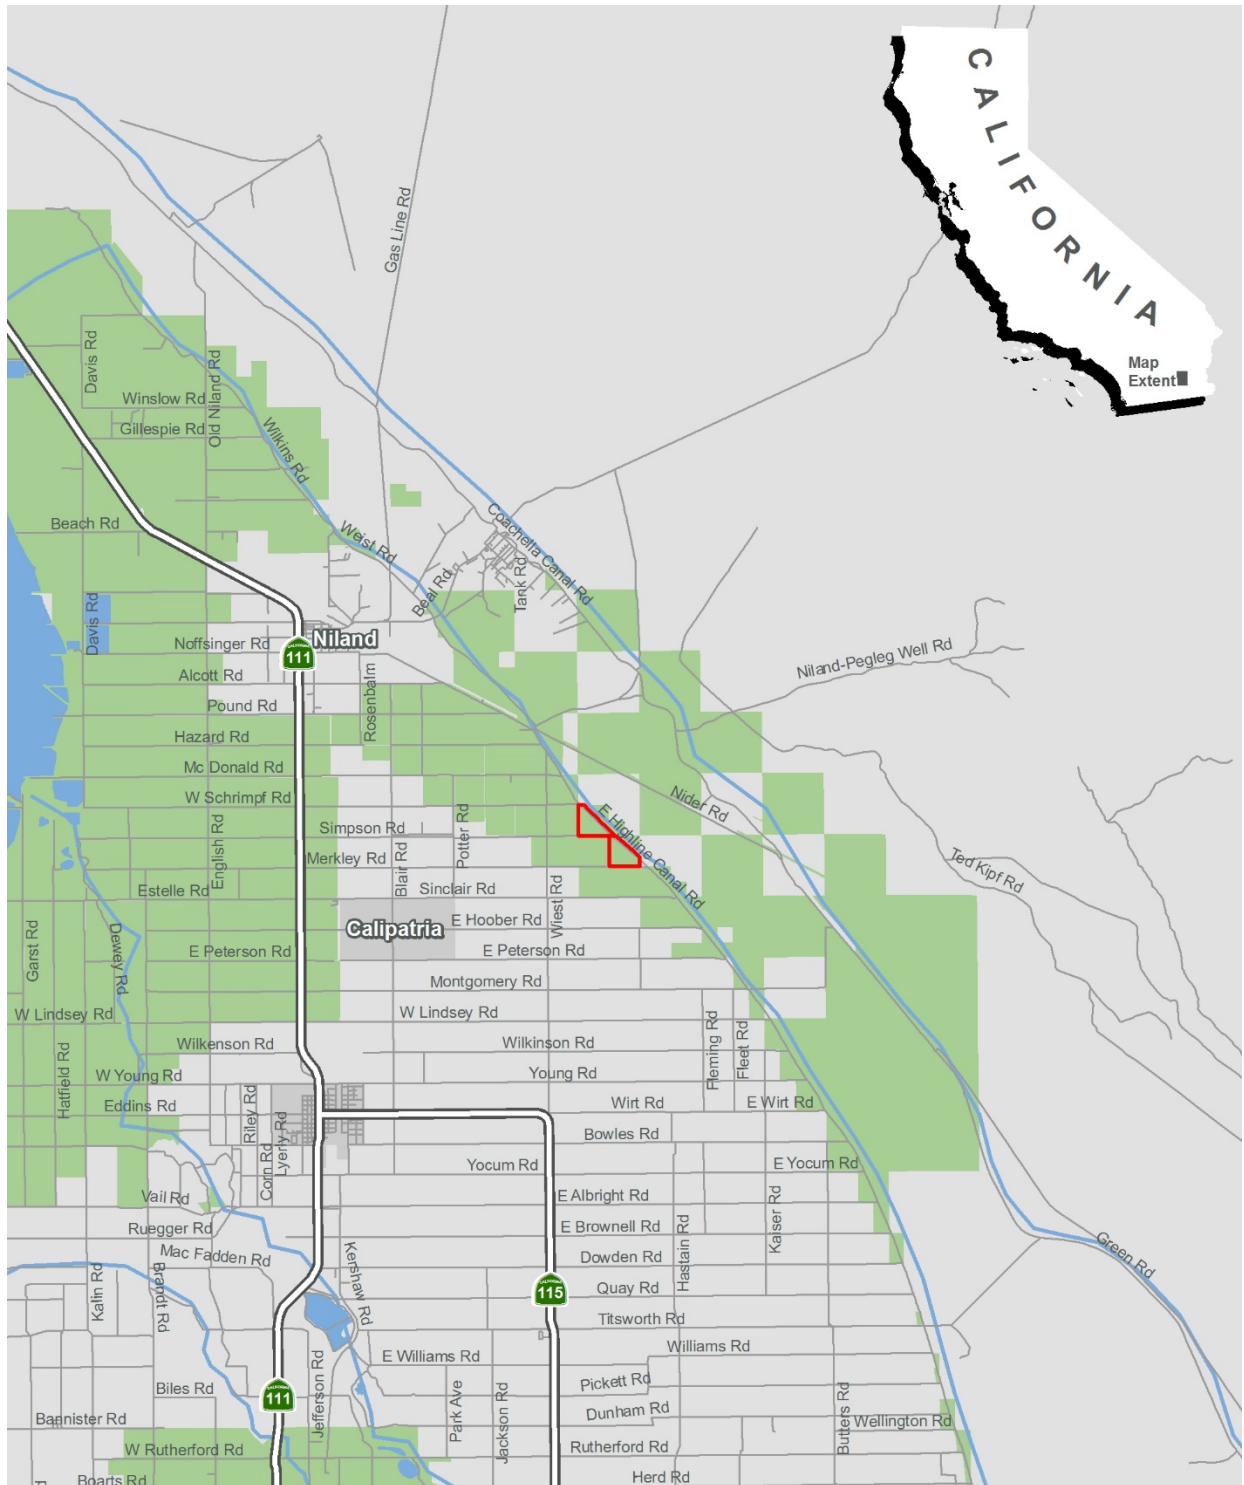 CALIFORNIA
Map
Extent
Gas Line Rd
Davis Rd
Old Niland Rd
Winslow Rd
Gillespie Rd
Wilkins Rd
Beach Rd
Weist Rd
Coachella Canal Rd
Beal Rd
Tank Rd
Davis Rd
Noffsinger Rd
Niland
111
Alcott Rd
Rosenbalm
Niland-Pegleg Well Rd
Pound Rd
Hazard Rd
Mc Donald Rd
W Schrimpf Rd
Nider Rd
Simpson Rd
Potter Rd
E Highline Canal Rd
English Rd
Merkley Rd
Blair Rd
Estelle Rd
Sinclair Rd
Wiest Rd
Ted Kipf Rd
Garst Rd
Dewey Rd
E Hoober Rd
Calipatria
E Peterson Rd
E Peterson Rd
Montgomery Rd
W Lindsey Rd
W Lindsey Rd
Fleming Rd
Fleet Rd
Wilkenson Rd
Wilkinson Rd
Hatfield Rd
W Young Rd
Young Rd
Eddins Rd
Riley Rd
Wirt Rd
E Wirt Rd
Lyerly Rd
Bowles Rd
Corn Rd
Yocum Rd
E Yocum Rd
Vail Rd
E Albright Rd
Kaiser Rd
Ruegger Rd
E Brownell Rd
Hastain Rd
Mac Fadden Rd
Kershaw Rd
Dowden Rd
Green Rd
Kalin Rd
Brandt Rd
115
Quay Rd
Titsworth Rd
E Williams Rd
Williams Rd
Jefferson Rd
Biles Rd
111
Park Ave
Jackson Rd
Pickett Rd
Butters Rd
Bannister Rd
Dunham Rd
Wellington Rd
W Rutherford Rd
Rutherford Rd
Boarts Rd
Herd Rd